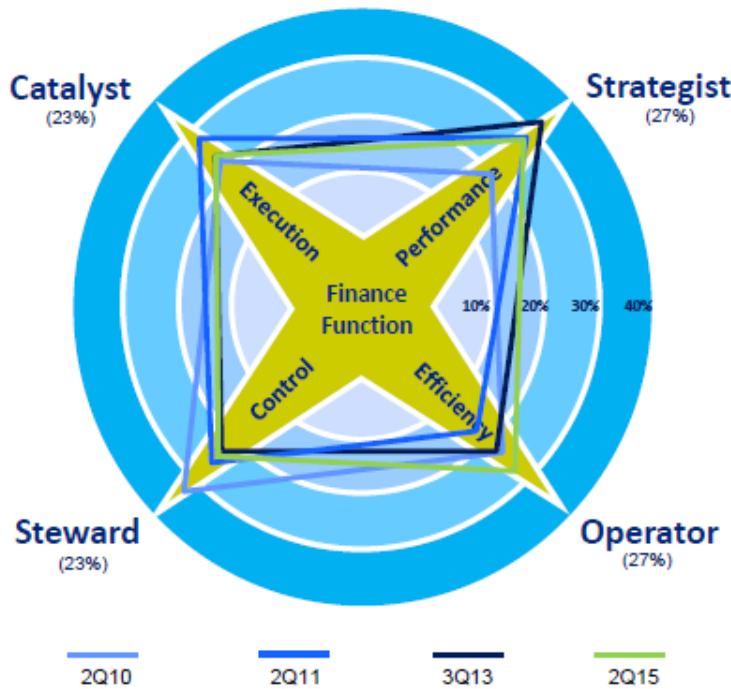 Catalyst
(23%)
Strategist
(27%)
Execution
Performance
Finance
Function
10% 20% 30% 40%
Control
Efficiency
Steward
(23%)
Operator
(27%)
2Q10 2Q11 3Q13 2Q15